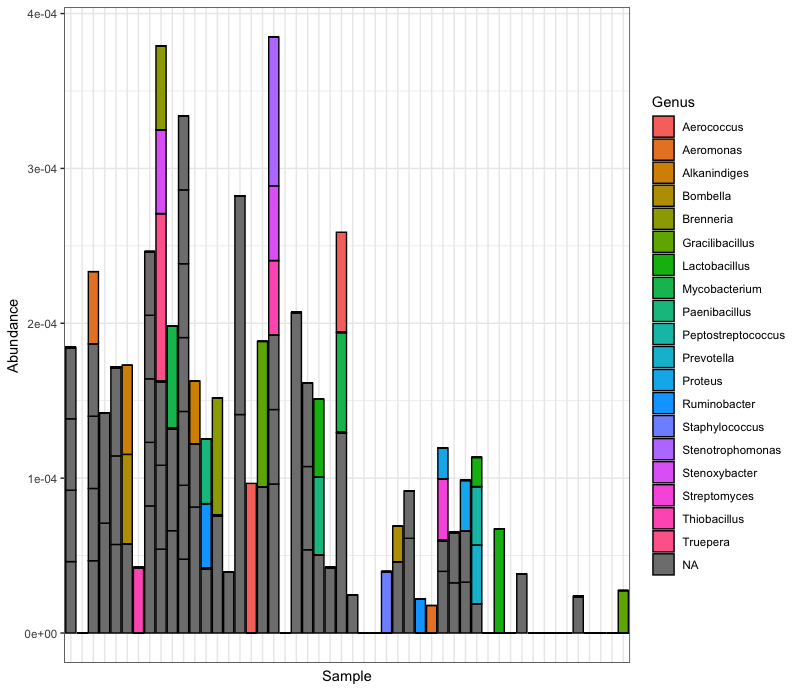 4e-04
3e-04
2e-04
1e-04
0e+00
Abundance
Sample
Genus
Aerococcus
Aeromonas
Alkanindiges
Bombella
Brenneria
Gracilibacillus
Lactobacillus
Mycobacterium
Paenibacillus
Peptostreptococcus
Prevotella
Proteus
Ruminobacter
Staphylococcus
Stenotrophomonas
Stenoxybacter
Streptomyces
Thiobacillus
Truepera
NA